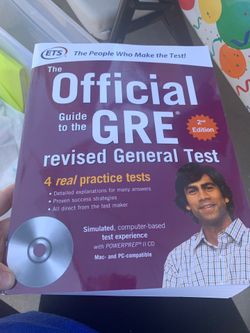 ETS
The People Who Make the Test!
The
Official
Guide
to the
GRE®
2nd
Edition
revised General Test
4 real practice tests
• Detailed explanations for many answers
• Proven success strategies
• All direct from the test maker
Simulated, computer-based
test experience
with POWERPREP® II CD
Mac- and PC-compatible